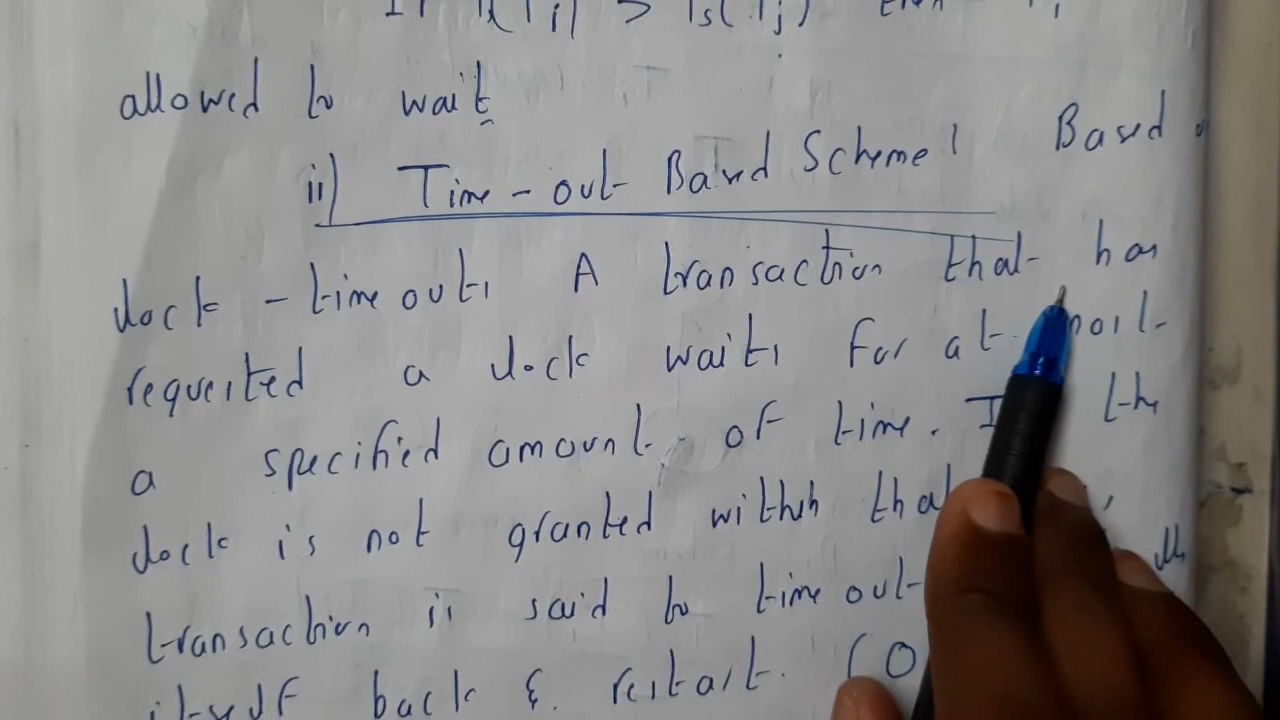 allowed to wait
ii) Time-out Based Scheme: Based
lock-timeouts A transaction that has
requested a lock waits for at most
a specified amount of time. If the
lock is not granted within that
transaction is said to time out
itself back & restart. (O